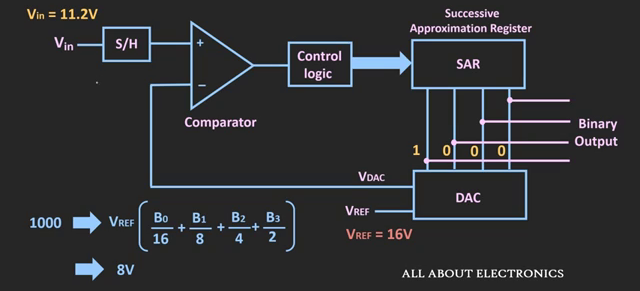 Vin = 11.2V
Successive
Approximation Register
Vin
S/H
+
−
Comparator
Control
logic
SAR
1 0 0 0
Binary
Output
VDAC
DAC
VREF
VREF = 16V
1000 VREF ( B0/16 + B1/8 + B2/4 + B3/2 )
8V
ALL ABOUT ELECTRONICS